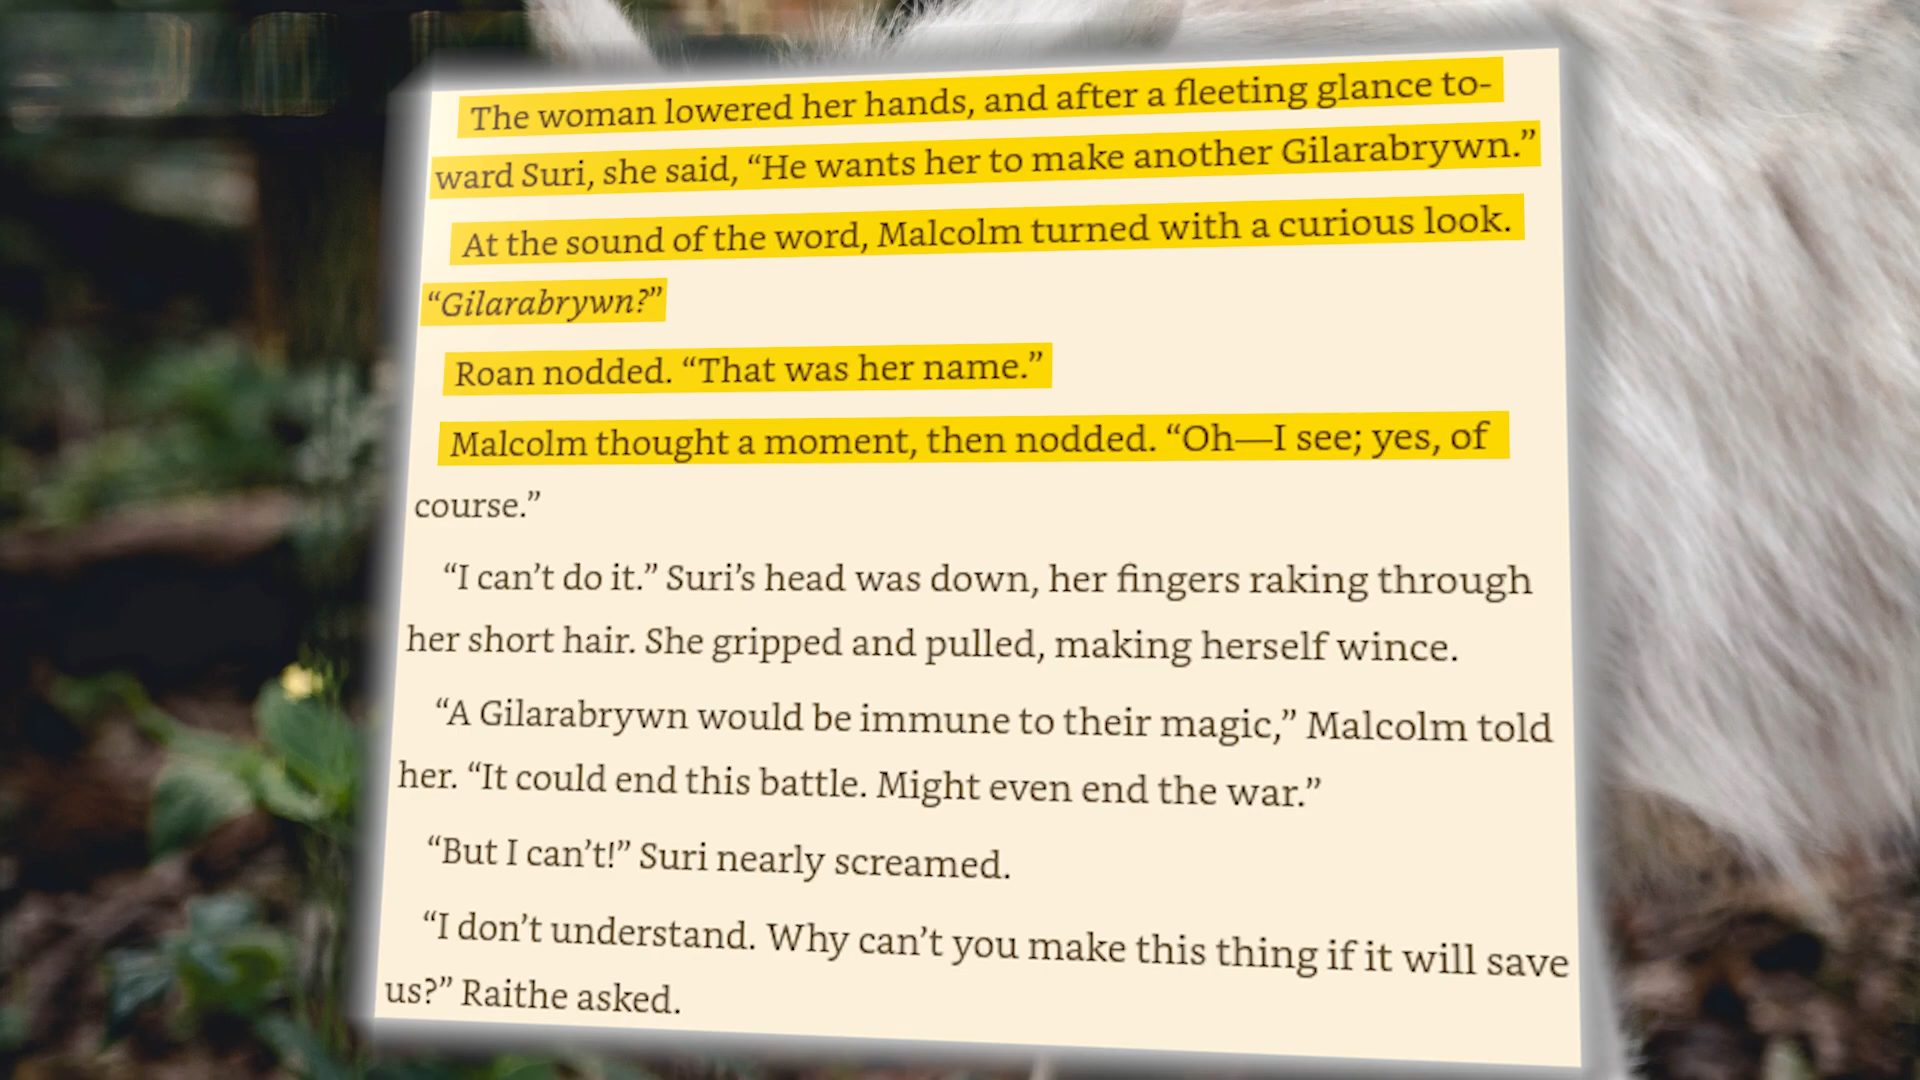 The woman lowered her hands, and after a fleeting glance to-
ward Suri, she said, “He wants her to make another Gilarabrywn.”
At the sound of the word, Malcolm turned with a curious look.
“Gilarabrywn?”
Roan nodded. “That was her name.”
Malcolm thought a moment, then nodded. “Oh—I see; yes, of
course.”
“I can’t do it.” Suri’s head was down, her fingers raking through
her short hair. She gripped and pulled, making herself wince.
“A Gilarabrywn would be immune to their magic,” Malcolm told
her. “It could end this battle. Might even end the war.”
“But I can’t!” Suri nearly screamed.
“I don’t understand. Why can’t you make this thing if it will save
us?” Raithe asked.